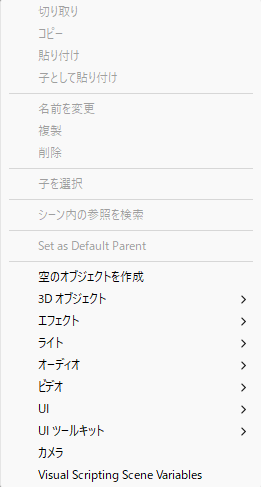 切り取り
コピー
貼り付け
子として貼り付け
名前を変更
複製
削除
子を選択
シーン内の参照を検索
Set as Default Parent
空のオブジェクトを作成
3D オブジェクト
エフェクト
ライト
オーディオ
ビデオ
UI
UI ツールキット
カメラ
Visual Scripting Scene Variables